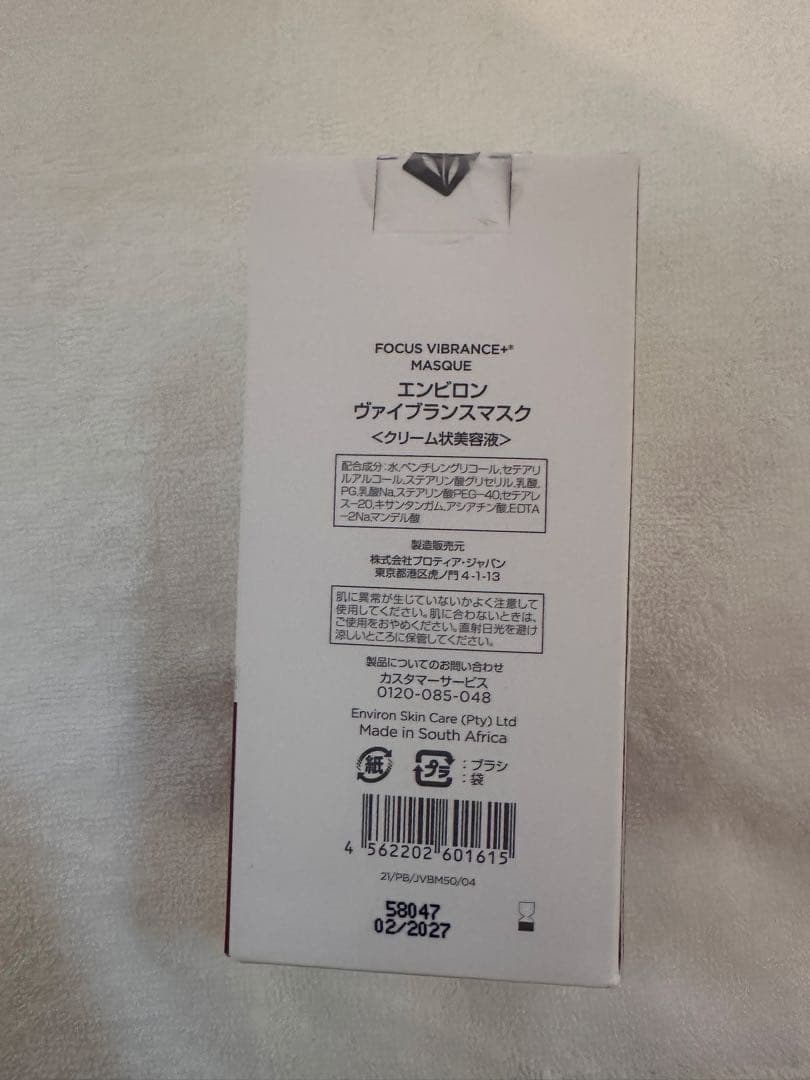 FOCUS VIBRANCE+®
MASQUE
エンビロン
ヴァイブランスマスク
<クリーム状美容液>
配合成分:水,ペンチレングリコール,セテアリ
ルアルコール,ステアリン酸グリセリル,乳酸,
PG,乳酸Na,ステアリン酸PEG-40,セテアレ
ス-20,キサンタンガム,アシアチン酸,EDTA
-2Na,マンデル酸
製造販売元
株式会社プロティア・ジャパン
東京都港区虎ノ門4-1-13
肌に異常が生じていないかよく注意して
使用してください。肌に合わないときは、
ご使用をおやめください。直射日光を避け
涼しいところに保管してください。
製品についてのお問い合わせ
カスタマーサービス
0120-085-048
Environ Skin Care (Pty) Ltd
Made in South Africa
紙 プラ :ブラシ
:袋
4 562202 601615
21/PB/JVBM50/04
58047
02/2027